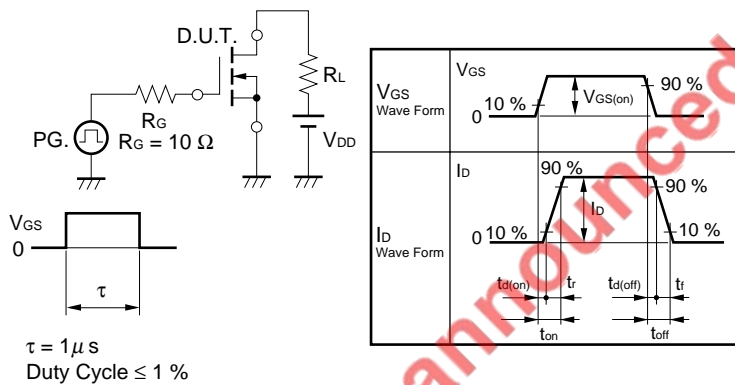 D.U.T.
RL
RG
PG.
RG = 10 Ω
VDD
VGS
0
τ
τ = 1μ s
Duty Cycle ≤ 1 %
VGS
Wave Form
VGS
10 %
0
VGS(on)
90 %
ID
Wave Form
ID
90 %
90 %
ID
0
10 %
10 %
td(on)
tr
td(off)
tf
ton
toff
announced